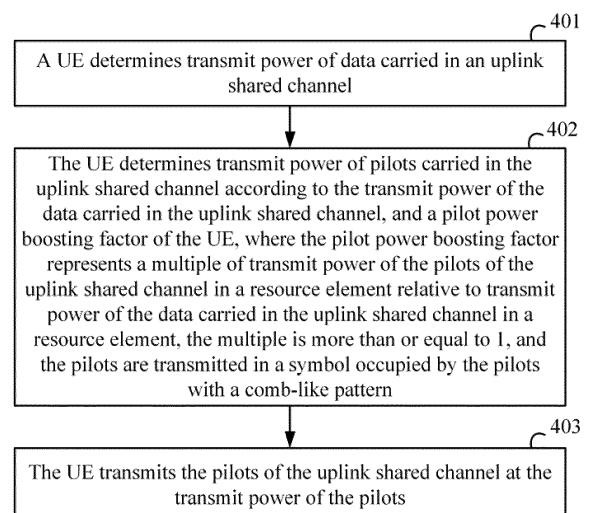 401
A UE determines transmit power of data carried in an uplink
shared channel
402
The UE determines transmit power of pilots carried in the
uplink shared channel according to the transmit power of the
data carried in the uplink shared channel, and a pilot power
boosting factor of the UE, where the pilot power boosting factor
represents a multiple of transmit power of the pilots of the
uplink shared channel in a resource element relative to transmit
power of the data carried in the uplink shared channel in a
resource element, the multiple is more than or equal to 1, and
the pilots are transmitted in a symbol occupied by the pilots
with a comb-like pattern
403
The UE transmits the pilots of the uplink shared channel at the
transmit power of the pilots